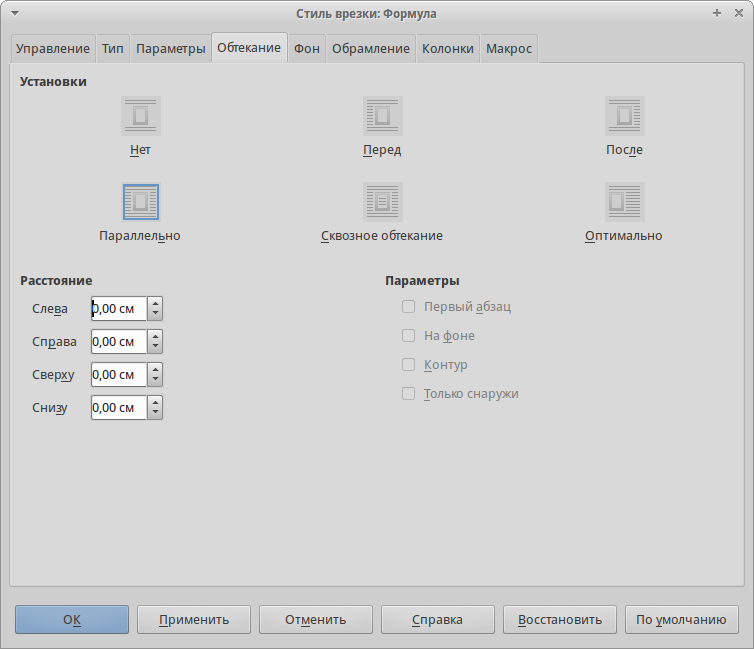 Стиль врезки: Формула
Управление Тип Параметры Обтекание Фон Обрамление Колонки Макрос
Установки
Нет Перед После
Параллельно Сквозное обтекание Оптимально
Расстояние Параметры
Слева 0,00 см Первый абзац
Справа 0,00 см На фоне
Сверху 0,00 см Контур
Снизу 0,00 см Только снаружи
OK Применить Отменить Справка Восстановить По умолчанию